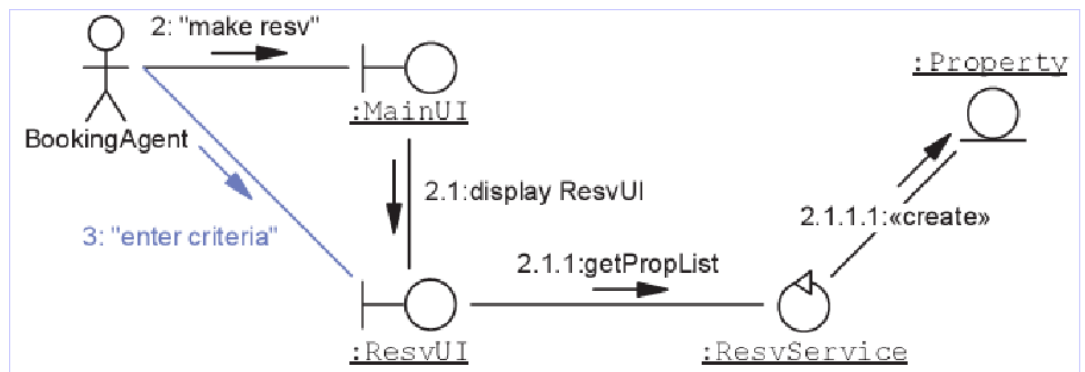 2: "make resv"
:Property
:MainUI
BookingAgent
2.1:display ResvUI
2.1.1.1:«create»
3: "enter criteria"
2.1.1:getPropList
:ResvUI
:ResvService